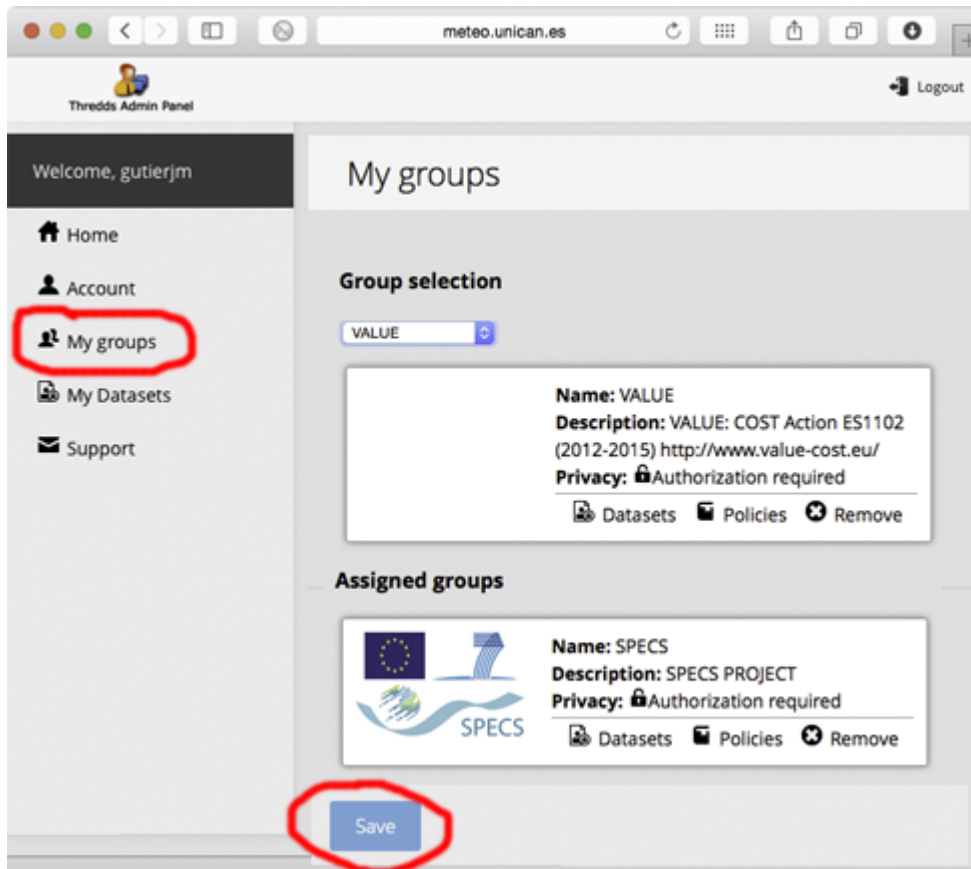 meteo.unican.es
Thredds Admin Panel
Logout
Welcome, gutierjm
Home
Account
My groups
My Datasets
Support
My groups
Group selection
VALUE
Name: VALUE
Description: VALUE: COST Action ES1102
(2012-2015) http://www.value-cost.eu/
Privacy: Authorization required
Datasets Policies Remove
Assigned groups
SPECS
Name: SPECS
Description: SPECS PROJECT
Privacy: Authorization required
Datasets Policies Remove
Save